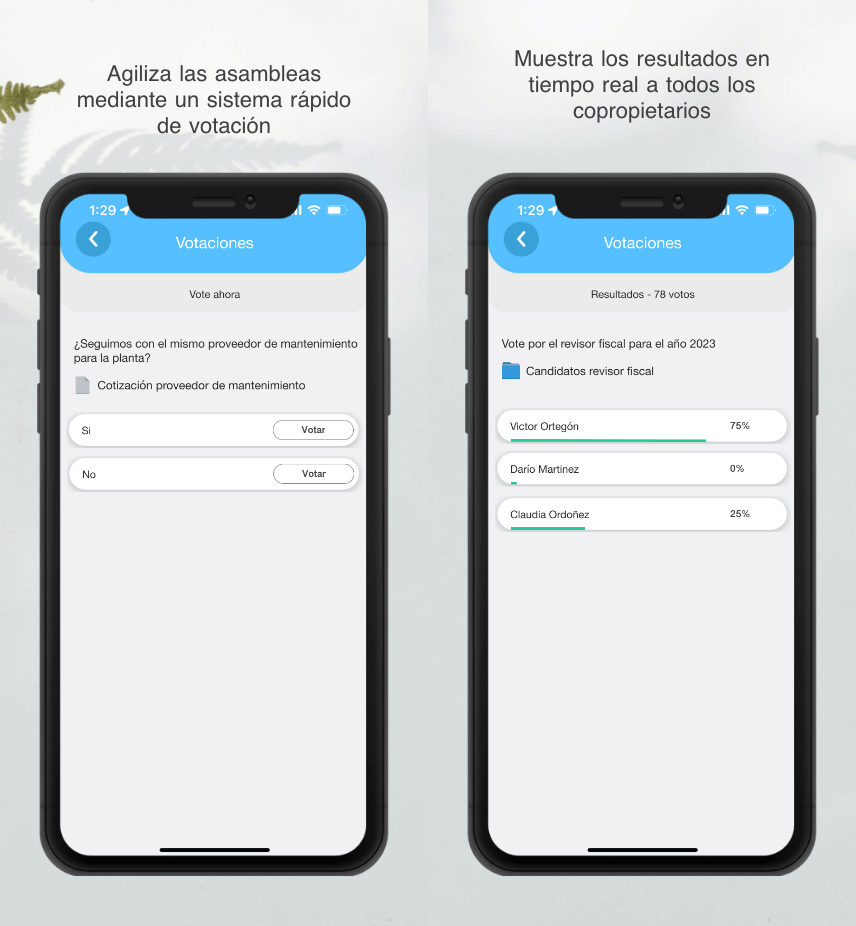 Agiliza las asambleas
mediante un sistema rápido
de votación
1:29
Votaciones
Vote ahora
¿Seguimos con el mismo proveedor de mantenimiento
para la planta?
Cotización proveedor de mantenimiento
Si
Votar
No
Votar
Muestra los resultados en
tiempo real a todos los
copropietarios
1:29
Votaciones
Resultados - 78 votos
Vote por el revisor fiscal para el año 2023
Candidatos revisor fiscal
Victor Ortegón
75%
Darío Martinez
0%
Claudia Ordoñez
25%